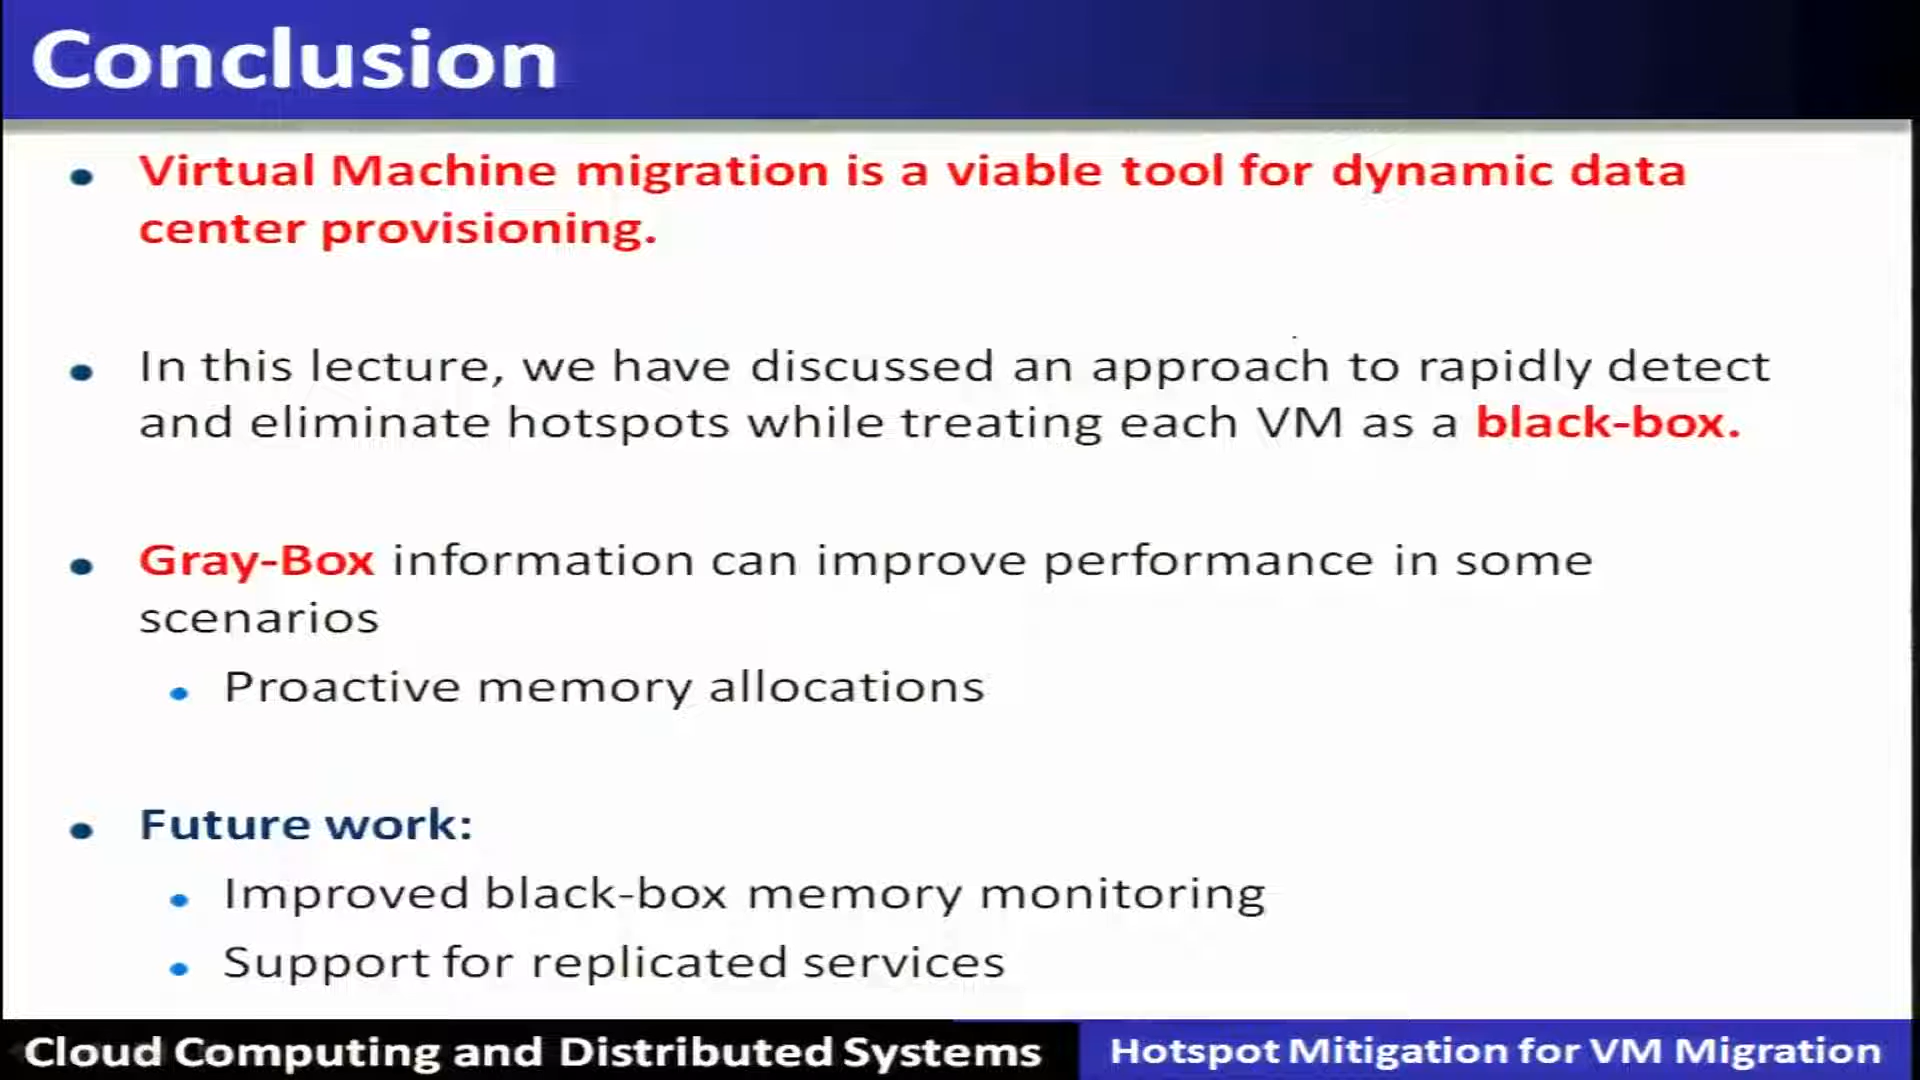 Conclusion
• Virtual Machine migration is a viable tool for dynamic data
center provisioning.
• In this lecture, we have discussed an approach to rapidly detect
and eliminate hotspots while treating each VM as a black-box.
• Gray-Box information can improve performance in some
scenarios
• Proactive memory allocations
• Future work:
• Improved black-box memory monitoring
• Support for replicated services
Cloud Computing and Distributed Systems
Hotspot Mitigation for VM Migration